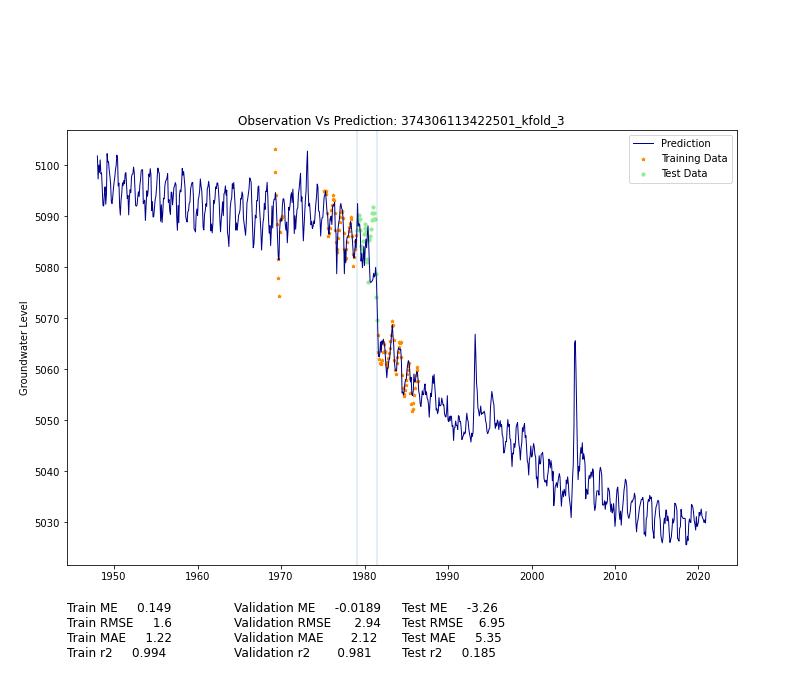 Observation Vs Prediction: 374306113422501_kfold_3
Prediction
Training Data
Test Data
Groundwater Level
5100
5090
5080
5070
5060
5050
5040
5030
1950 1960 1970 1980 1990 2000 2010 2020
Train ME 0.149 Validation ME -0.0189 Test ME -3.26
Train RMSE 1.6 Validation RMSE 2.94 Test RMSE 6.95
Train MAE 1.22 Validation MAE 2.12 Test MAE 5.35
Train r2 0.994 Validation r2 0.981 Test r2 0.185